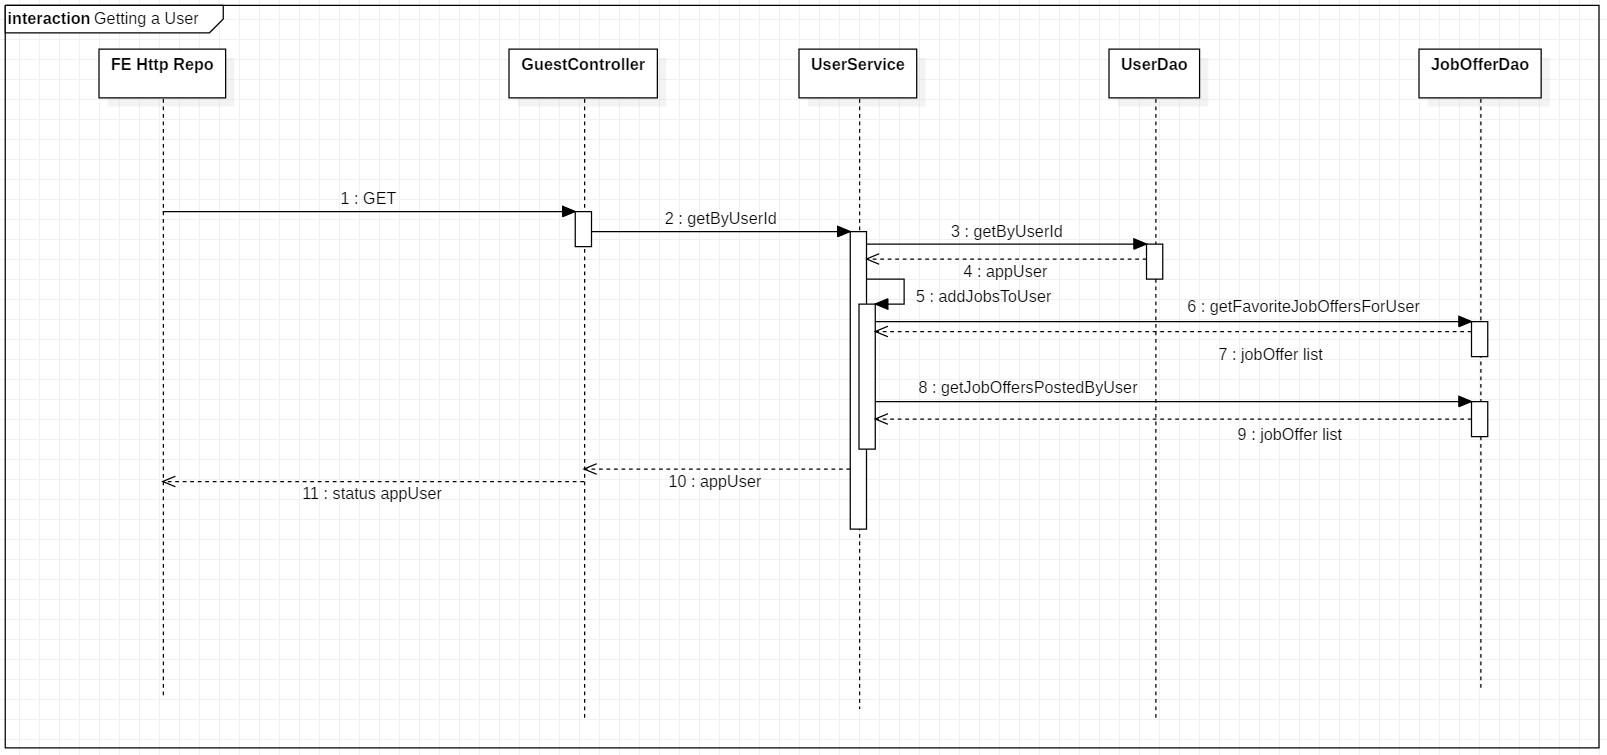 interaction Getting a User
FE Http Repo
GuestController
UserService
UserDao
JobOfferDao
1 : GET
2 : getByUserId
3 : getByUserId
4 : appUser
5 : addJobsToUser
6 : getFavoriteJobOffersForUser
7 : jobOffer list
8 : getJobOffersPostedByUser
9 : jobOffer list
10 : appUser
11 : status appUser